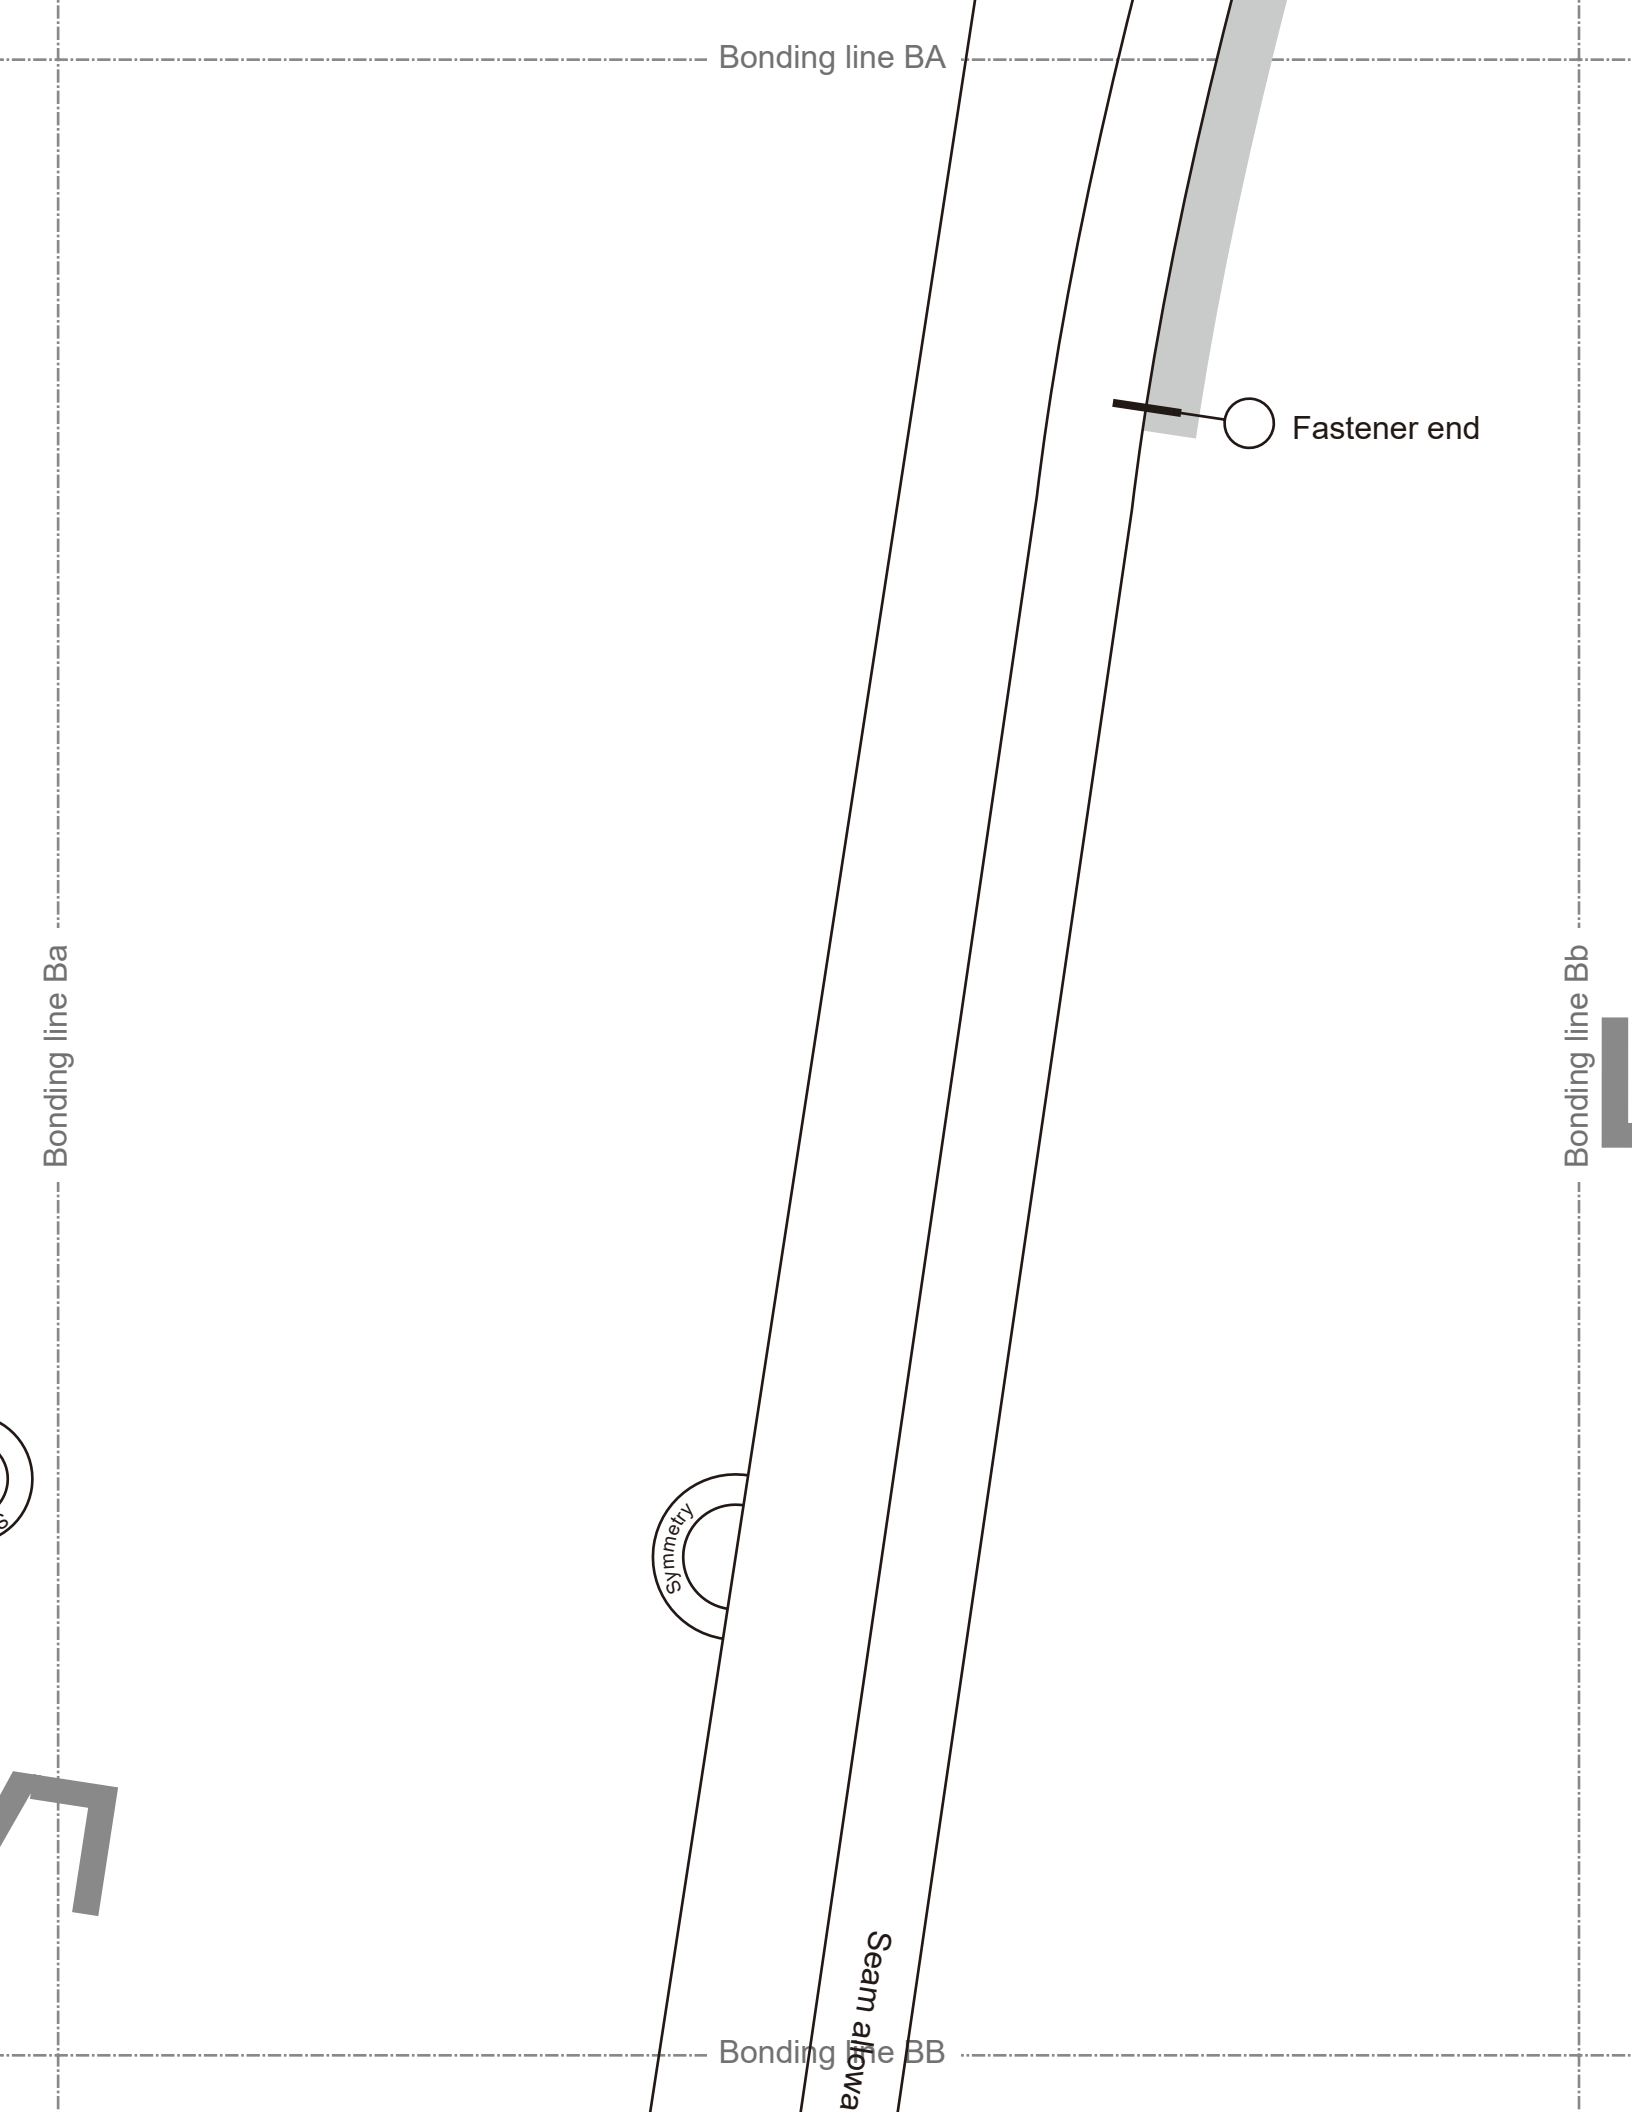 Bonding line BA
Fastener end
Bonding line Ba
Bonding line Bb
Symmetry
Seam allowa
Bonding line BB